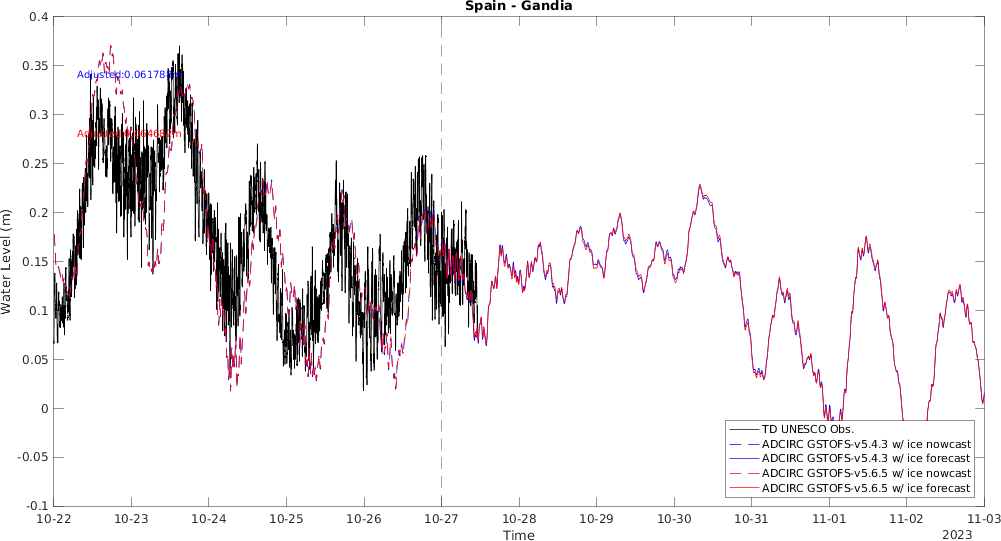 Spain - Gandia
0.4
0.35
0.3
0.25
0.2
0.15
0.1
0.05
0
-0.05
-0.1
Water Level (m)
TD UNESCO Obs.
ADCIRC GSTOFS-v5.4.3 w/ ice nowcast
ADCIRC GSTOFS-v5.4.3 w/ ice forecast
ADCIRC GSTOFS-v5.6.5 w/ ice nowcast
ADCIRC GSTOFS-v5.6.5 w/ ice forecast
10-22 10-23 10-24 10-25 10-26 10-27 10-28 10-29 10-30 10-31 11-01 11-02 11-03
Time
2023